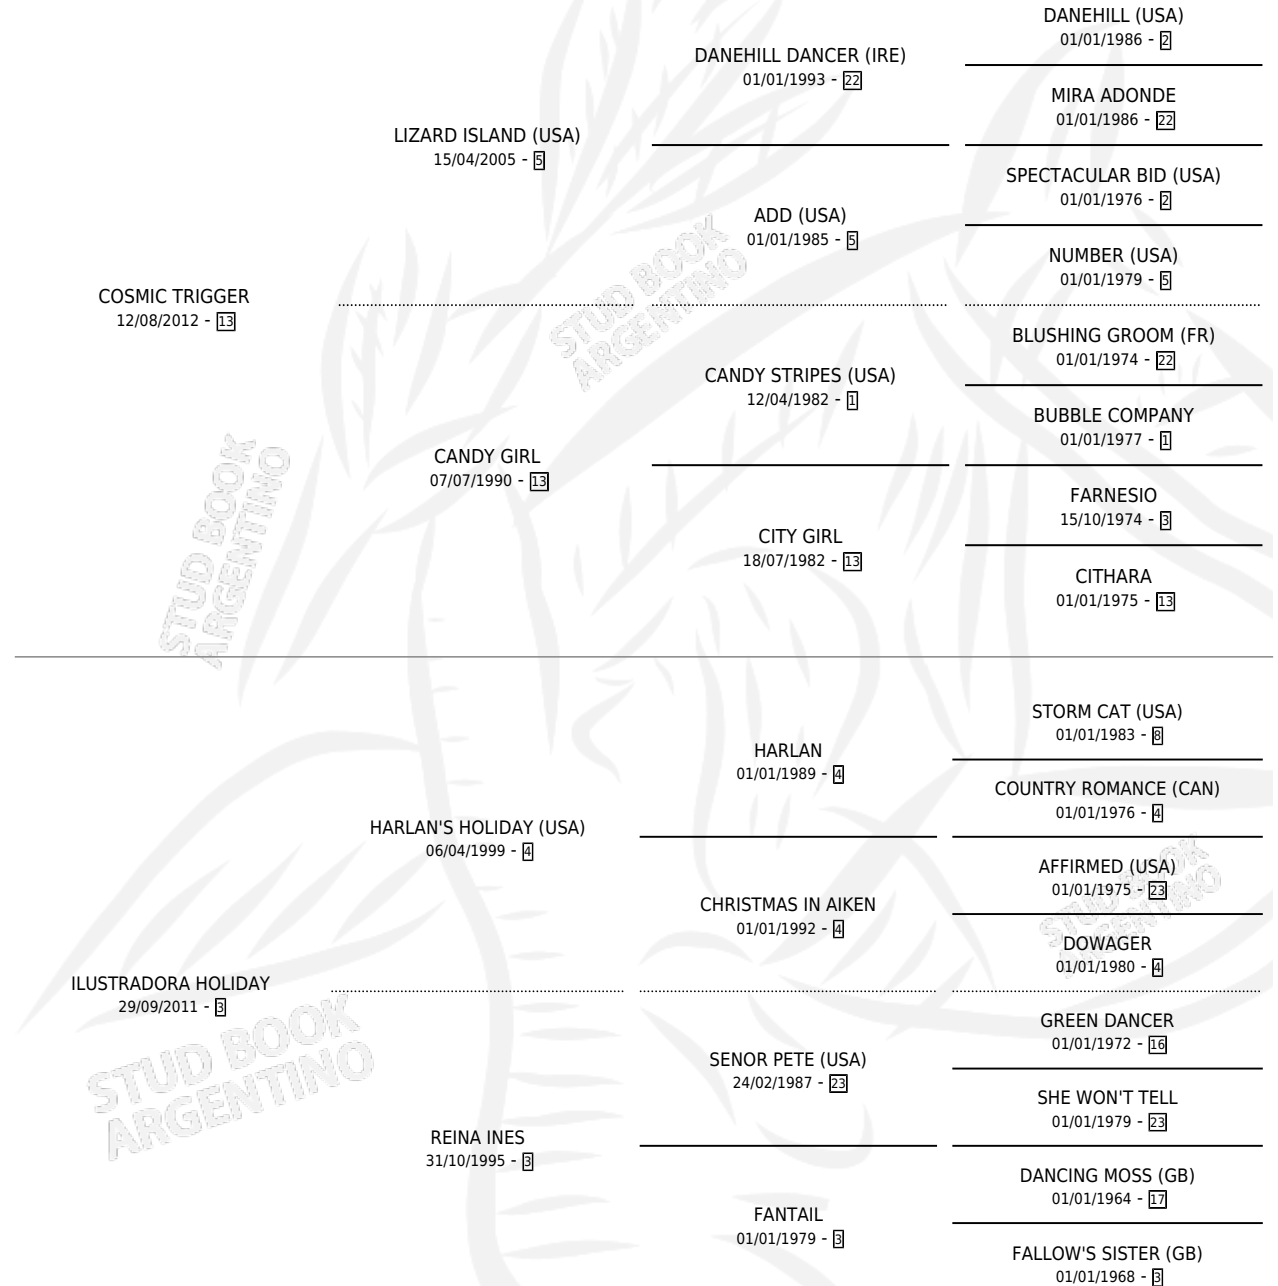 DANEHILL (USA)
01/01/1986 - 2
DANEHILL DANCER (IRE)
01/01/1993 - 22
MIRA ADONDE
01/01/1986 - 22
LIZARD ISLAND (USA)
15/04/2005 - 5
SPECTACULAR BID (USA)
01/01/1976 - 2
ADD (USA)
01/01/1985 - 5
NUMBER (USA)
01/01/1979 - 5
STUD BOOK
ARGENTINO
COSMIC TRIGGER
12/08/2012 - 13
BLUSHING GROOM (FR)
01/01/1974 - 22
CANDY STRIPES (USA)
12/04/1982 - 1
BUBBLE COMPANY
01/01/1977 - 1
CANDY GIRL
07/07/1990 - 13
FARNESIO
15/10/1974 - 3
CITY GIRL
18/07/1982 - 13
CITHARA
01/01/1975 - 13
STUD BOOK
ARGENTINO
STORM CAT (USA)
01/01/1983 - 8
HARLAN
01/01/1989 - 4
COUNTRY ROMANCE (CAN)
01/01/1976 - 4
HARLAN'S HOLIDAY (USA)
06/04/1999 - 4
AFFIRMED (USA)
01/01/1975 - 23
CHRISTMAS IN AIKEN
01/01/1992 - 4
DOWAGER
01/01/1980 - 4
STUD BOOK
ARGENTINO
ILUSTRADORA HOLIDAY
29/09/2011 - 3
GREEN DANCER
01/01/1972 - 16
SENOR PETE (USA)
24/02/1987 - 23
SHE WON'T TELL
01/01/1979 - 23
STUD BOOK
ARGENTINO
REINA INES
31/10/1995 - 3
DANCING MOSS (GB)
01/01/1964 - 17
FANTAIL
01/01/1979 - 3
FALLOW'S SISTER (GB)
01/01/1968 - 3